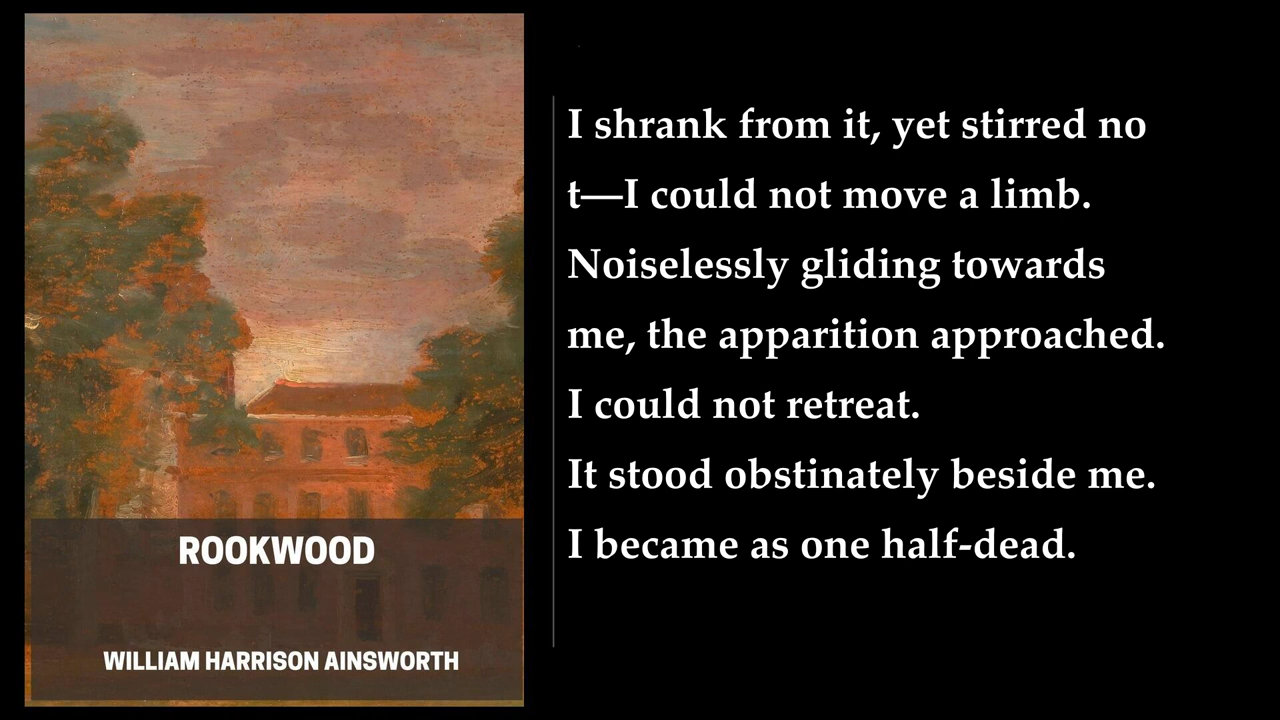 ROOKWOOD
WILLIAM HARRISON AINSWORTH
I shrank from it, yet stirred no
t—I could not move a limb.
Noiselessly gliding towards
me, the apparition approached.
I could not retreat.
It stood obstinately beside me.
I became as one half-dead.